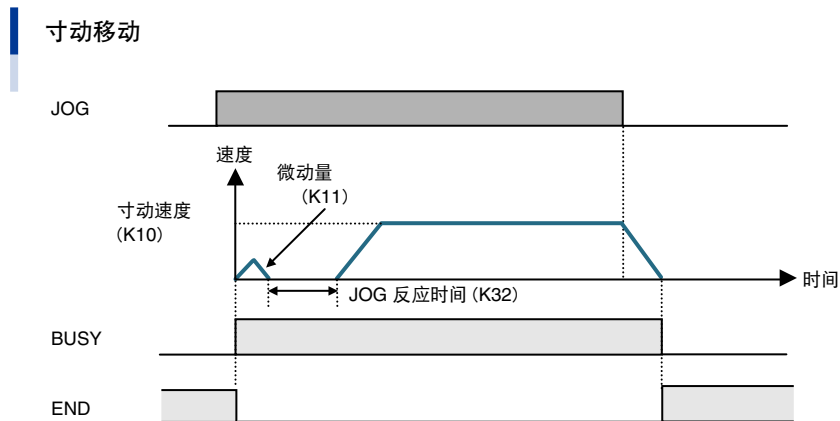 寸动移动
JOG
速度
微动量
(K11)
寸动速度
(K10)
时间
JOG 反应时间 (K32)
BUSY
END